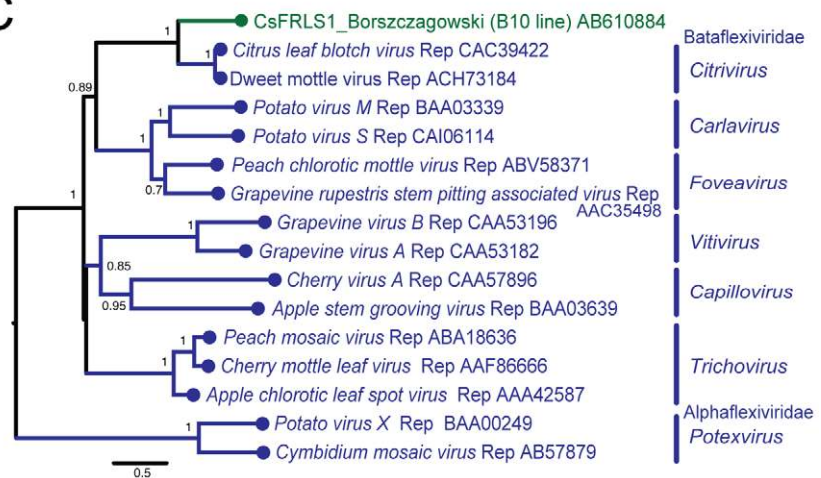 C
CsFRLS1_Borszczagowski (B10 line) AB610884
Bataflexiviridae
Citrus leaf blotch virus Rep CAC39422
Citrivirus
Dweet mottle virus Rep ACH73184
Potato virus M Rep BAA03339
Carlavirus
Potato virus S Rep CAI06114
Peach chlorotic mottle virus Rep ABV58371
Foveavirus
Grapevine rupestris stem pitting associated virus Rep
AAC35498
Grapevine virus B Rep CAA53196
Vitivirus
Grapevine virus A Rep CAA53182
Cherry virus A Rep CAA57896
Capillovirus
Apple stem grooving virus Rep BAA03639
Peach mosaic virus Rep ABA18636
Cherry mottle leaf virus Rep AAF86666
Trichovirus
Apple chlorotic leaf spot virus Rep AAA42587
Alphaflexiviridae
Potato virus X Rep BAA00249
Potexvirus
Cymbidium mosaic virus Rep AB57879
1
1
0.89
1
1
0.7
1
1
0.85
0.95
1
1
1
0.5